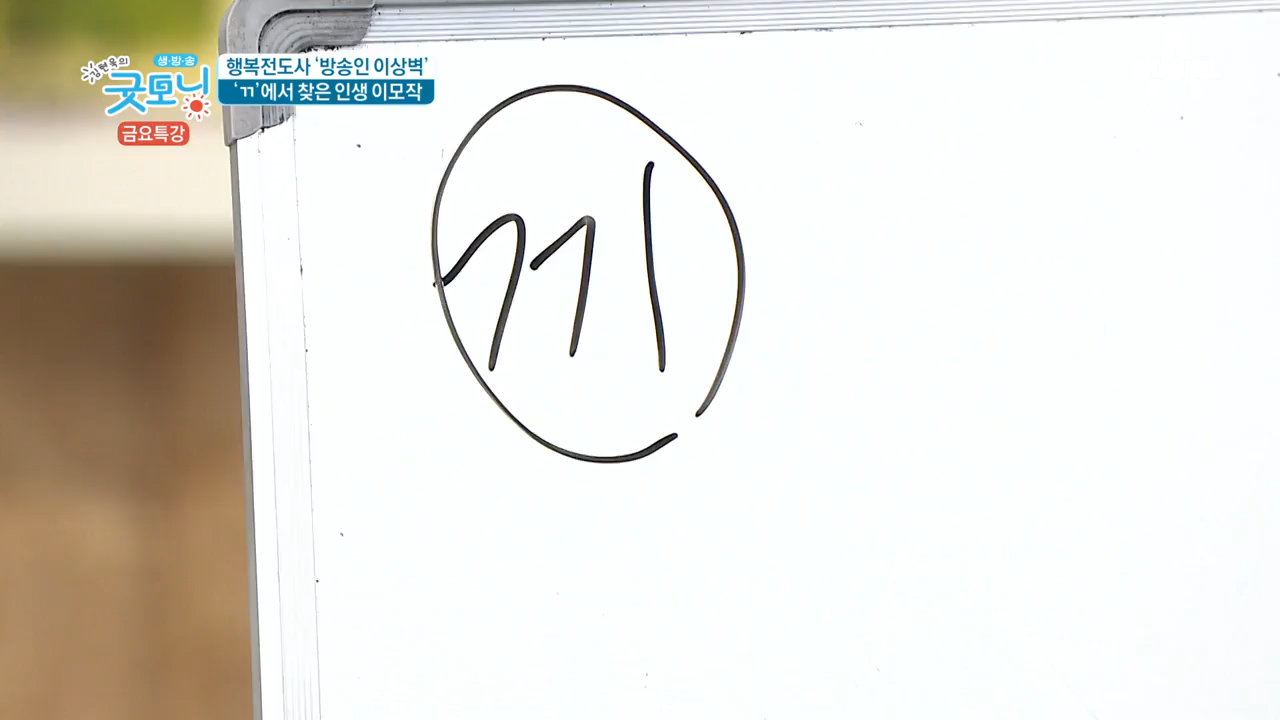 생·방·송
김현욱의
굿모닝
금요특강
행복전도사 '방송인 이상벽'
'ㄲ'에서 찾은 인생 이모작
끼